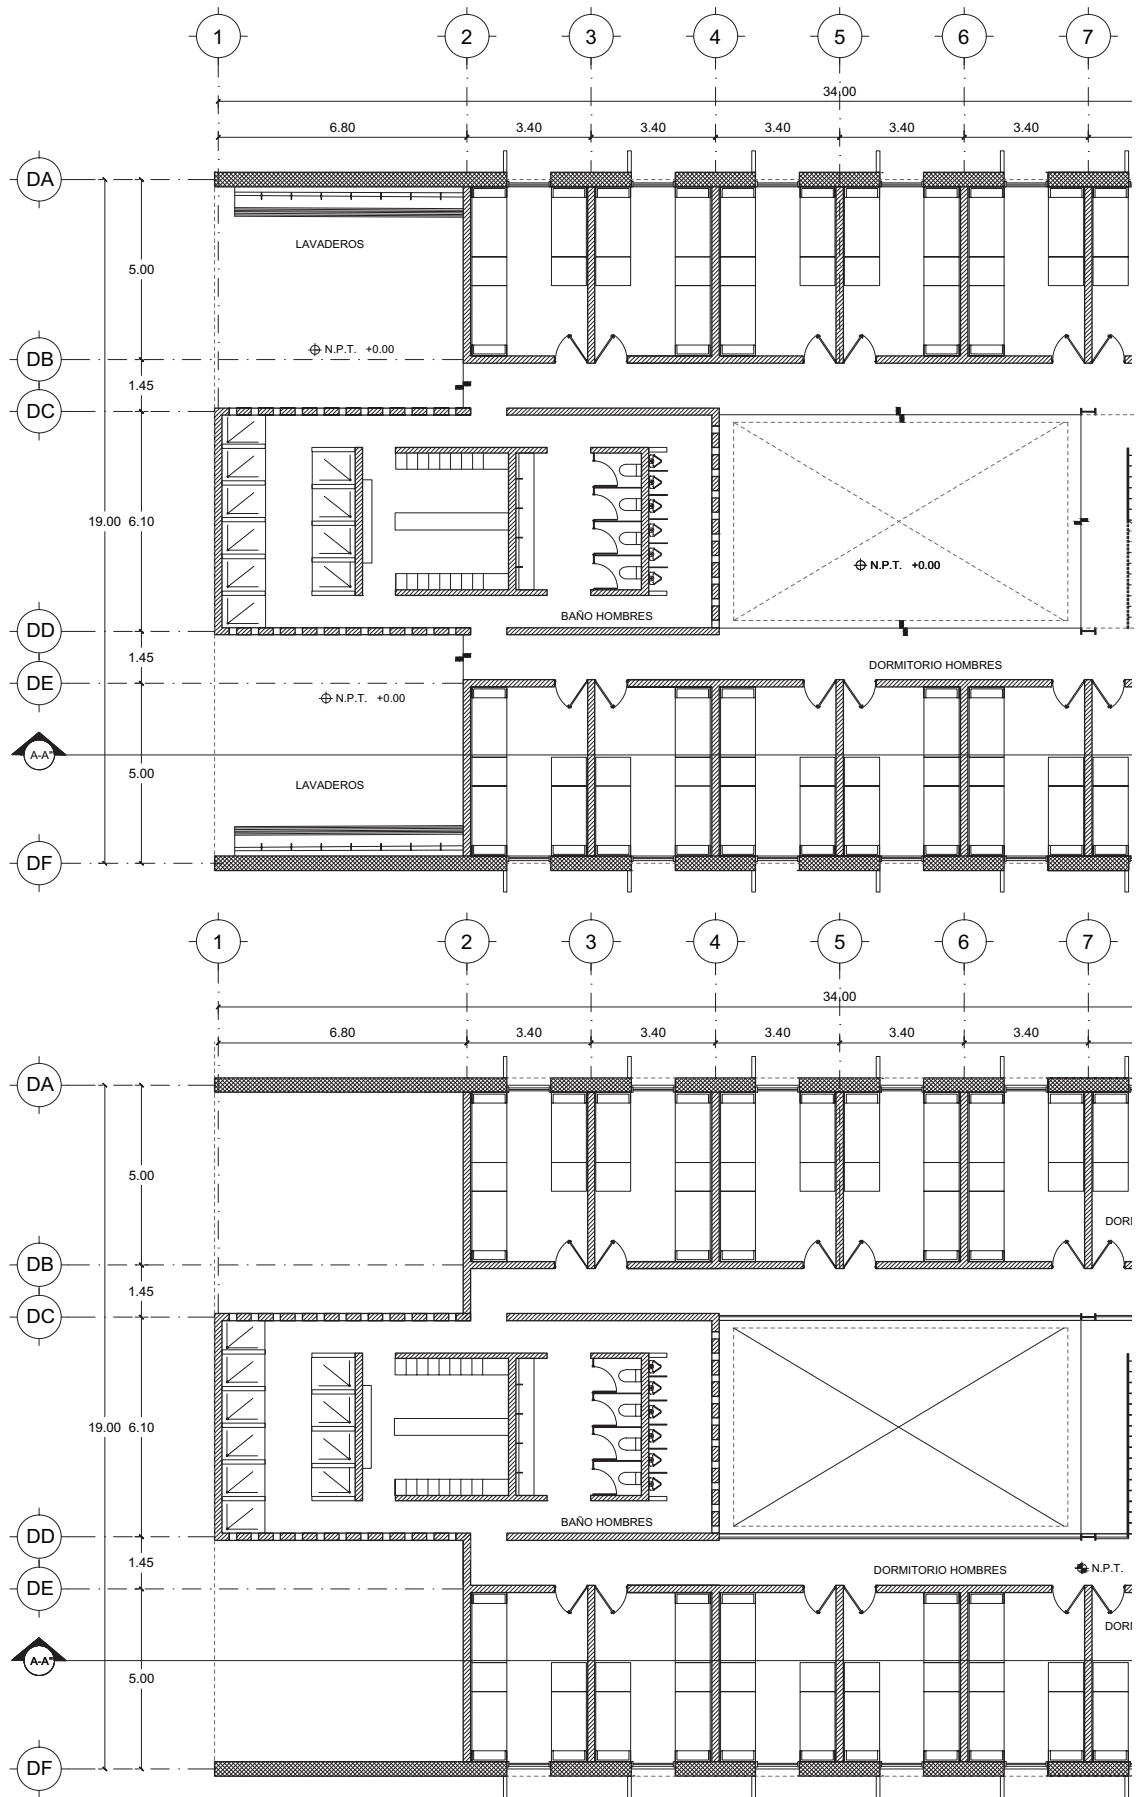 1 2 3 4 5 6 7
34.00
6.80 3.40 3.40 3.40 3.40 3.40
DA
LAVADEROS
5.00
N.P.T. +0.00
DB
1.45
DC
19.00 6.10
N.P.T. +0.00
BAÑO HOMBRES
DD
1.45
DORMITORIO HOMBRES
DE
N.P.T. +0.00
A-A"
5.00
LAVADEROS
DF
1 2 3 4 5 6 7
34.00
6.80 3.40 3.40 3.40 3.40 3.40
DA
5.00
DORM
DB
1.45
DC
19.00 6.10
BAÑO HOMBRES
DD
1.45
DORMITORIO HOMBRES N.P.T.
DE
DORM
A-A"
5.00
DF